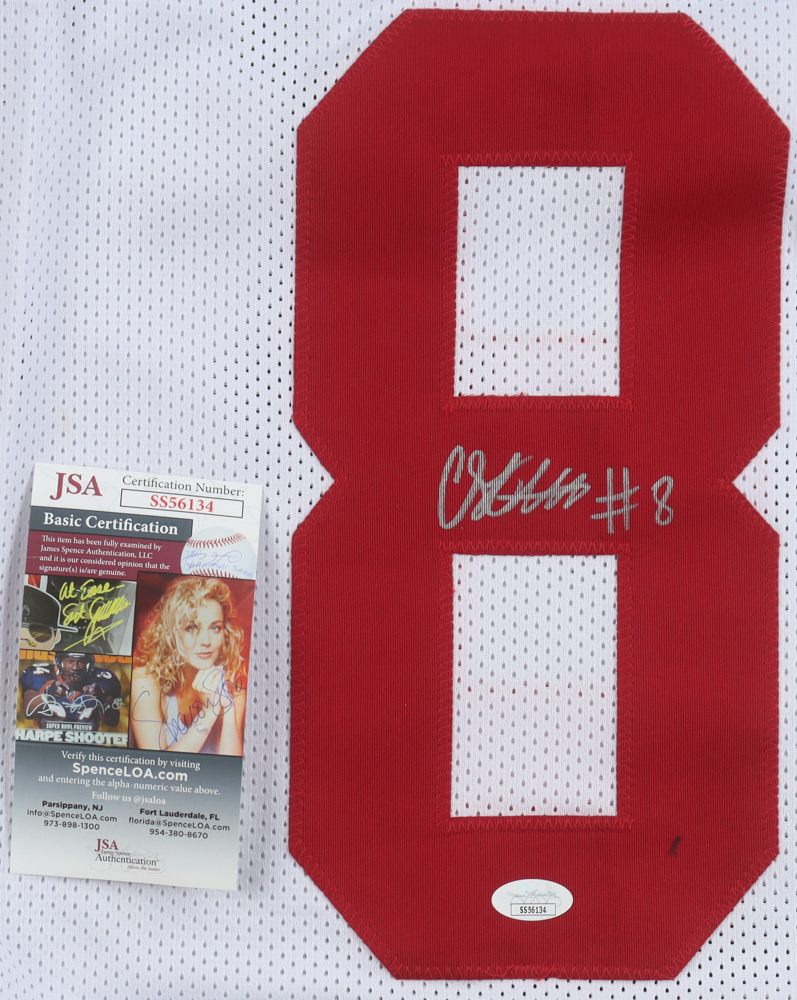 8
#8
JSA
Certification Number:
SS56134
Basic Certification
This item has been fully examined by
James Spence Authentication, LLC
and it is our considered opinion that the
signature(s) is/are genuine.
at Ease
SUPER BOWL PREVIEW
HARPE SHOOTER
Verify this certification by visiting
SpenceLOA.com
and entering the alpha-numeric value above.
Follow us @jsaloa
Parsippany, NJ
info@SpenceLOA.com
973-898-1300
Fort Lauderdale, FL
florida@SpenceLOA.com
954-380-8670
JSA
James Spence
Authentication
SS56134